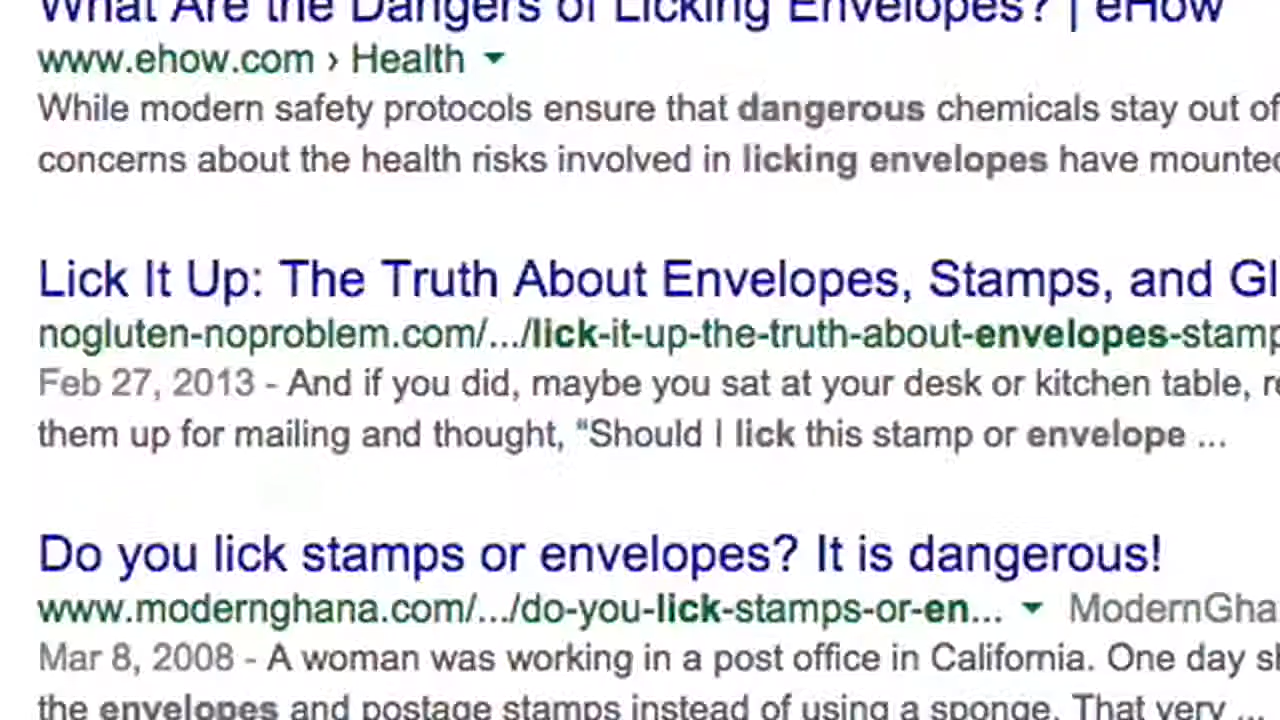 What Are the Dangers of Licking Envelopes? | eHow
www.ehow.com › Health
While modern safety protocols ensure that dangerous chemicals stay out of
concerns about the health risks involved in licking envelopes have mounted
Lick It Up: The Truth About Envelopes, Stamps, and Gl
nogluten-noproblem.com/.../lick-it-up-the-truth-about-envelopes-stamp
Feb 27, 2013 - And if you did, maybe you sat at your desk or kitchen table, r
them up for mailing and thought, “Should I lick this stamp or envelope ...
Do you lick stamps or envelopes? It is dangerous!
www.modernghana.com/.../do-you-lick-stamps-or-en... ModernGha
Mar 8, 2008 - A woman was working in a post office in California. One day s
the envelopes and postage stamps instead of using a sponge. That very ...